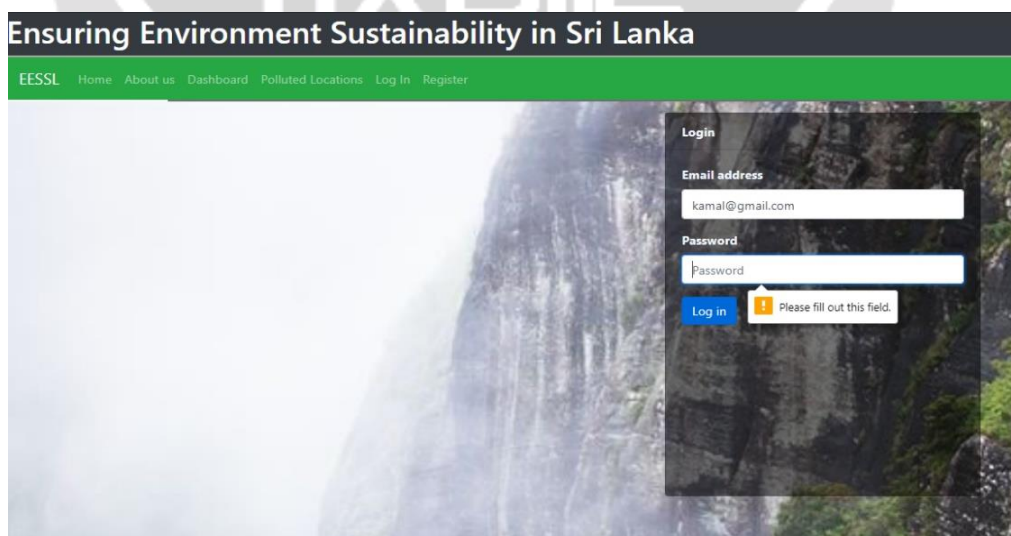 Ensuring Environment Sustainability in Sri Lanka
EESSL Home About us Dashboard Polluted Locations Log In Register
Login
Email address
kamal@gmail.com
Password
Password
Log in
! Please fill out this field.